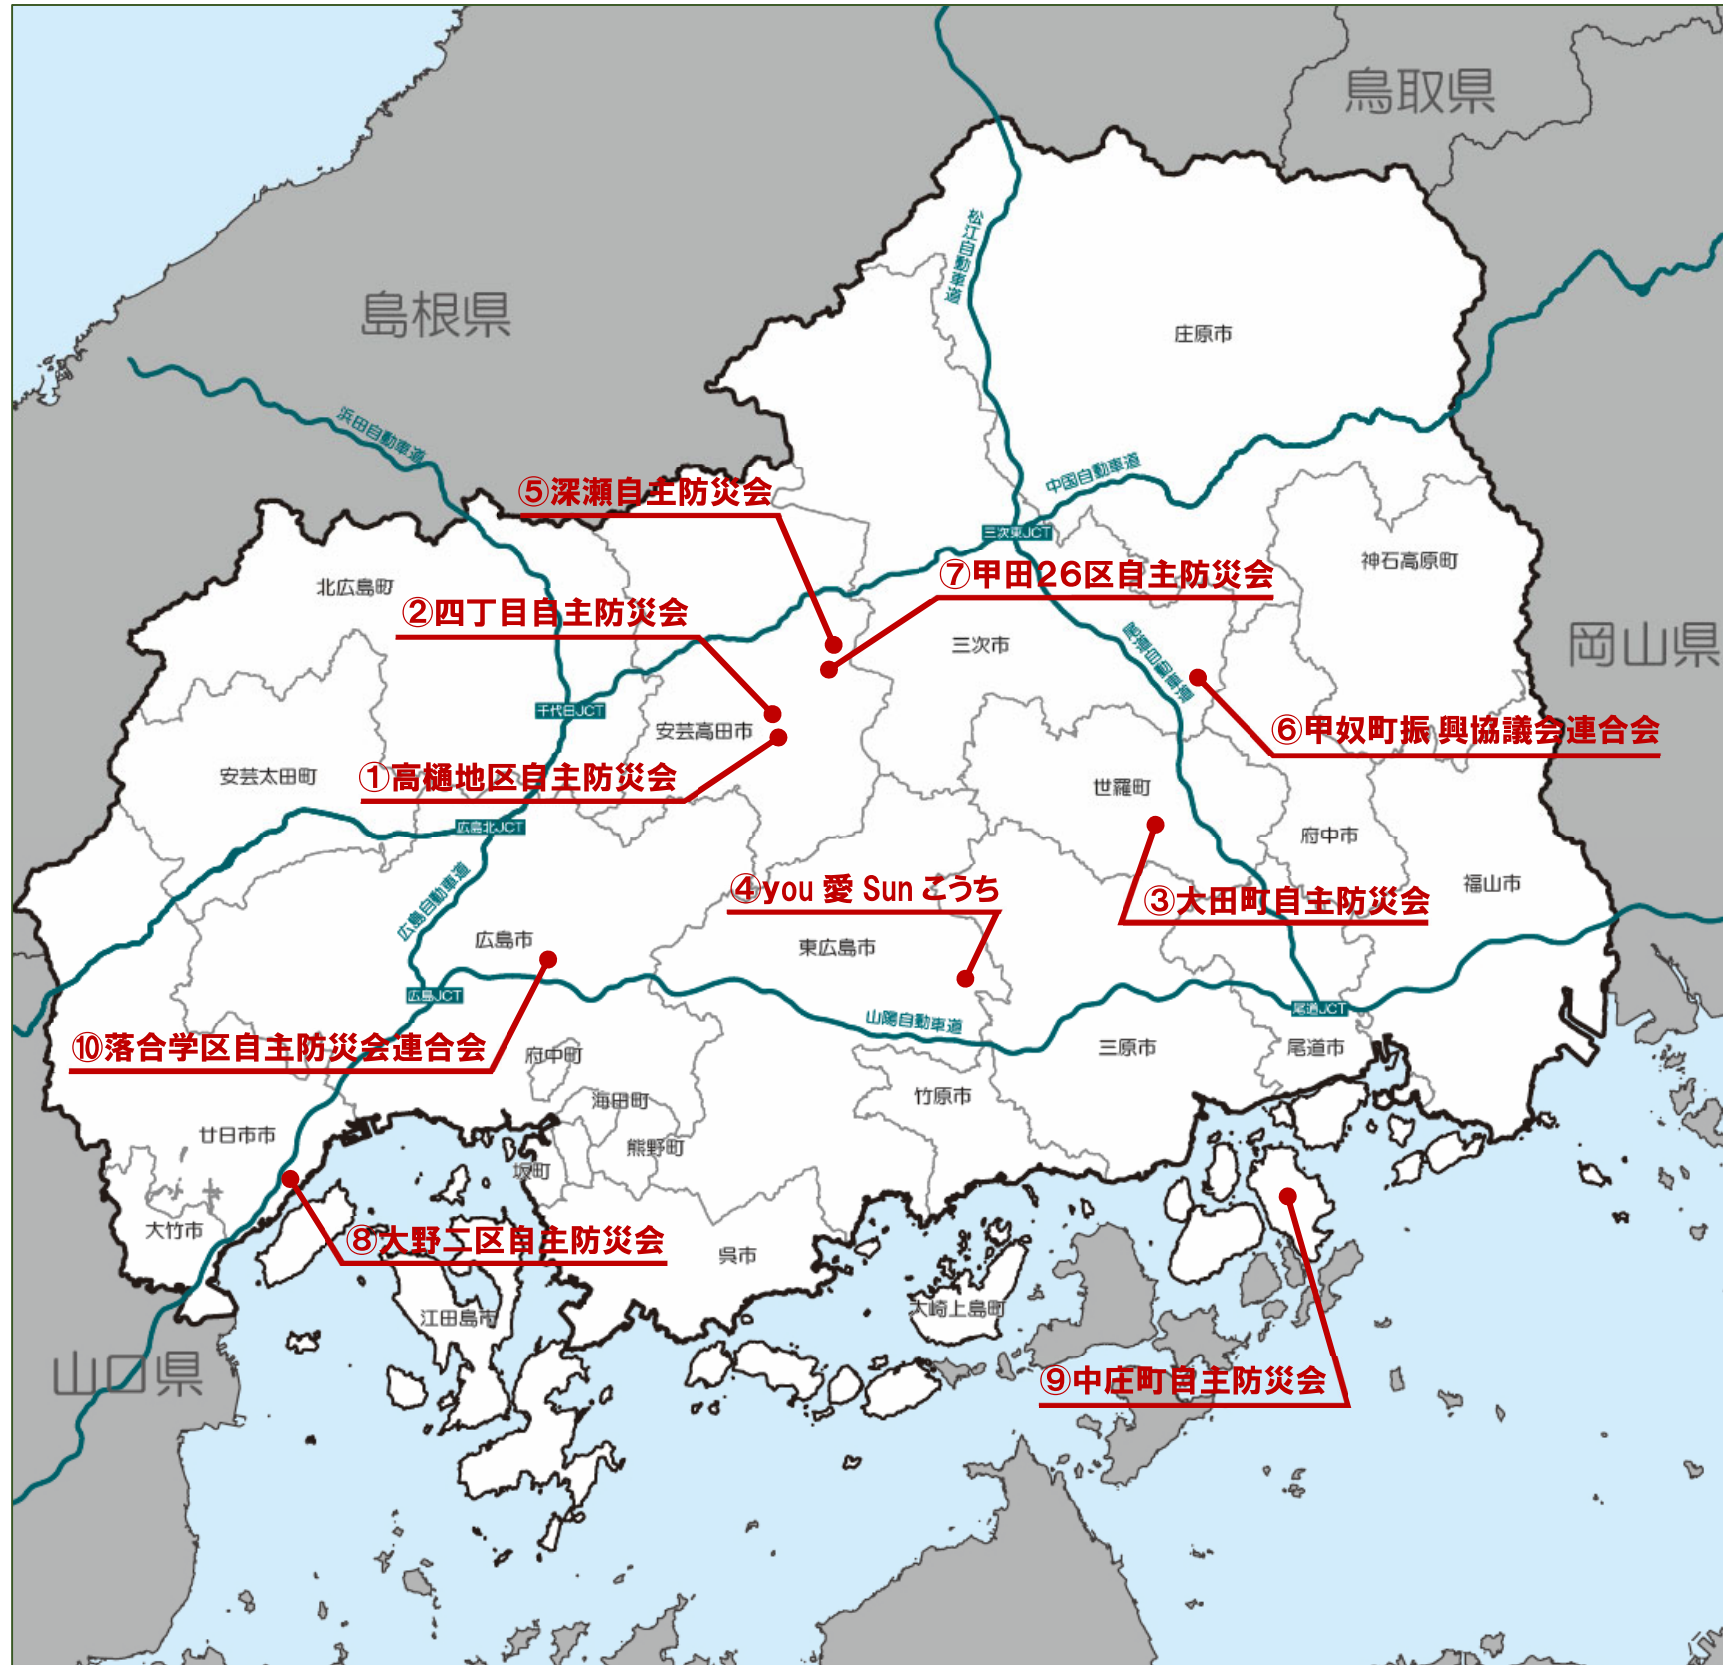 鳥取県
松江自動車道
島根県
庄原市
浜田自動車道
中国自動車道
⑤深瀬自主防災会
三次東JCT
神石高原町
⑦甲田26区自主防災会
北広島町
②四丁目自主防災会
三次市
尾道自動車道
岡山県
千代田JCT
安芸高田市
⑥甲奴町振興協議会連合会
安芸太田町
①高樋地区自主防災会
世羅町
広島北JCT
府中市
広島自動車道
④you 愛 Sun こうち
福山市
③太田町自主防災会
広島市
東広島市
広島JCT
尾道JCT
山陽自動車道
⑩落合学区自主防災会連合会
府中町
三原市
尾道市
海田町
竹原市
廿日市市
熊野町
坂町
大竹市
⑧大野二区自主防災会
呉市
江田島市
大崎上島町
山口県
⑨中庄町自主防災会